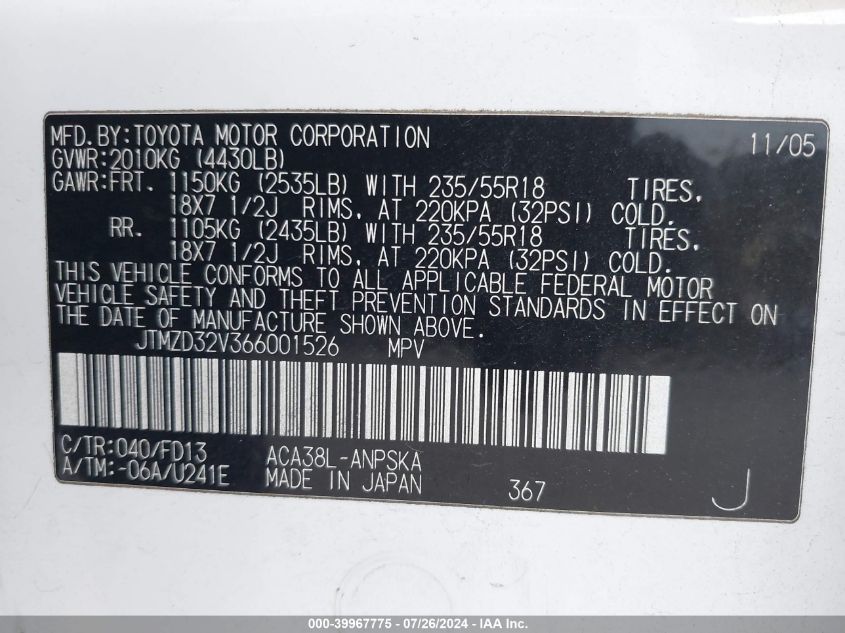 MFD.BY:TOYOTA MOTOR CORPORATION 11/05
GVWR:2010KG (4430LB)
GAWR:FRT. 1150KG (2535LB) WITH 235/55R18 TIRES,
18X7 1/2J RIMS, AT 220KPA (32PSI) COLD.
RR. 1105KG (2435LB) WITH 235/55R18 TIRES,
18X7 1/2J RIMS, AT 220KPA (32PSI) COLD.
THIS VEHICLE CONFORMS TO ALL APPLICABLE FEDERAL MOTOR
VEHICLE SAFETY AND THEFT PREVENTION STANDARDS IN EFFECT ON
THE DATE OF MANUFACTURE SHOWN ABOVE.
JTMZD32V366001526 MPV
C/TR:040/FD13 ACA38L-ANPSKA
A/TM:-06A/U241E MADE IN JAPAN 367 J
000-39967775 - 07/26/2024 - IAA Inc.